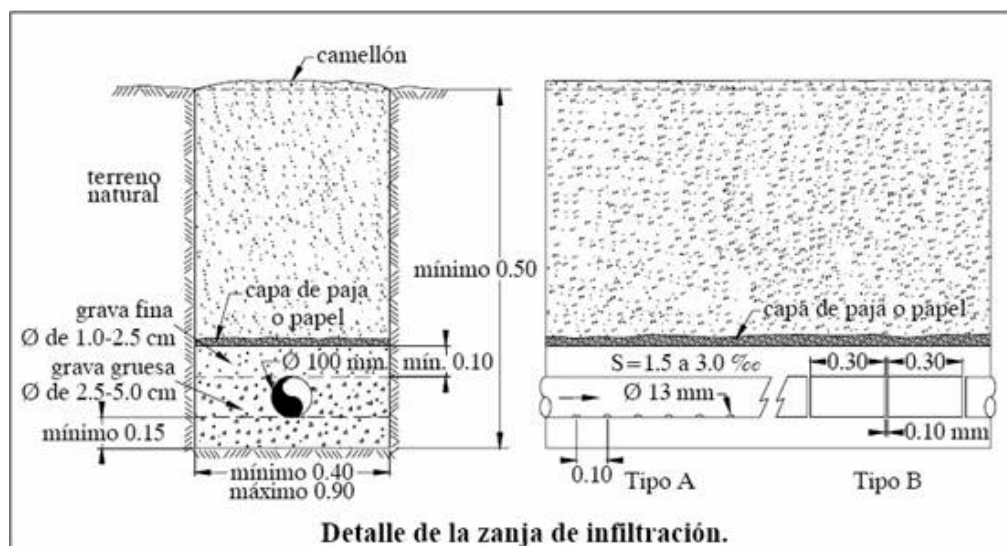 camellón
terreno
natural
mínimo 0.50
capa de paja
o papel
grava fina
Ø de 1.0-2.5 cm
grava gruesa
Ø de 2.5-5.0 cm
Ø 100 mm
mín. 0.10
mínimo 0.15
mínimo 0.40
máximo 0.90
capa de paja o papel
S=1.5 a 3.0 ‰
0.30
0.30
Ø 13 mm
0.10 mm
0.10
Tipo A
Tipo B
Detalle de la zanja de infiltración.